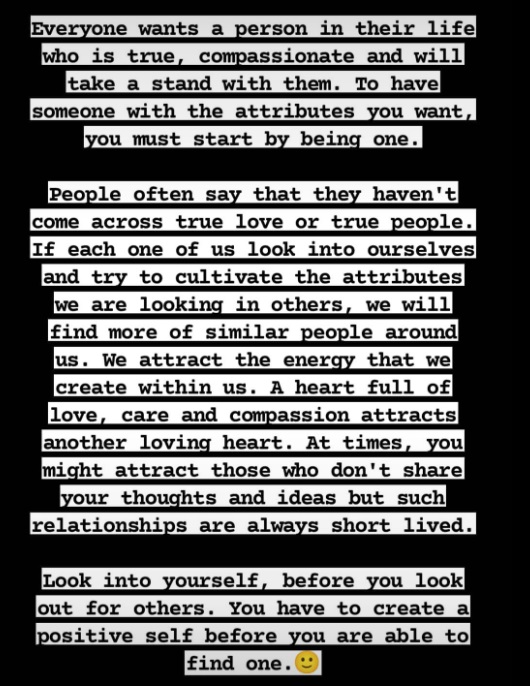 Everyone wants a person in their life
who is true, compassionate and will
take a stand with them. To have
someone with the attributes you want,
you must start by being one.
People often say that they haven't
come across true love or true people.
If each one of us look into ourselves
and try to cultivate the attributes
we are looking in others, we will
find more of similar people around
us. We attract the energy that we
create within us. A heart full of
love, care and compassion attracts
another loving heart. At times, you
might attract those who don't share
your thoughts and ideas but such
relationships are always short lived.
Look into yourself, before you look
out for others. You have to create a
positive self before you are able to
find one.🙂